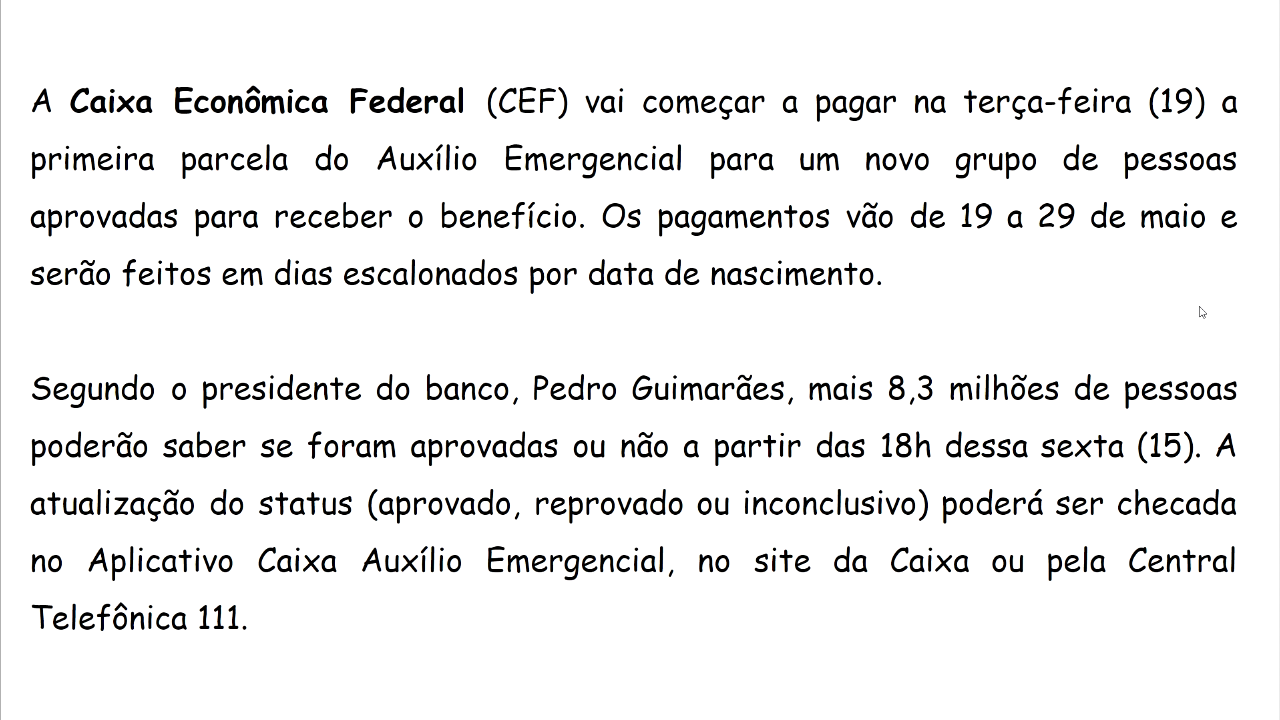 A Caixa Econômica Federal (CEF) vai começar a pagar na terça-feira (19) a
primeira parcela do Auxílio Emergencial para um novo grupo de pessoas
aprovadas para receber o benefício. Os pagamentos vão de 19 a 29 de maio e
serão feitos em dias escalonados por data de nascimento.
Segundo o presidente do banco, Pedro Guimarães, mais 8,3 milhões de pessoas
poderão saber se foram aprovadas ou não a partir das 18h dessa sexta (15). A
atualização do status (aprovado, reprovado ou inconclusivo) poderá ser checada
no Aplicativo Caixa Auxílio Emergencial, no site da Caixa ou pela Central
Telefônica 111.